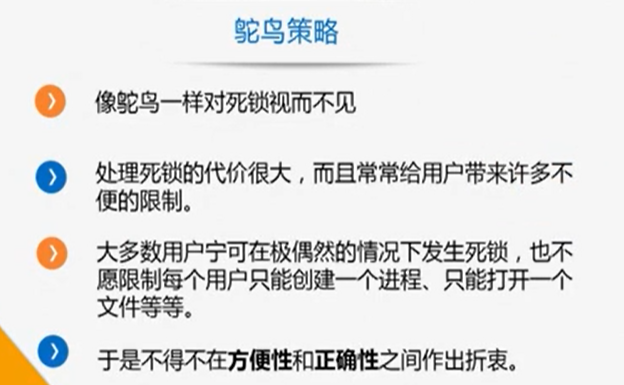 鸵鸟策略
像鸵鸟一样对死锁视而不见
处理死锁的代价很大，而且常常给用户带来许多不
便的限制。
大多数用户宁可在极偶然的情况下发生死锁，也不
愿限制每个用户只能创建一个进程、只能打开一个
文件等等。
于是不得不在方便性和正确性之间作出折衷。